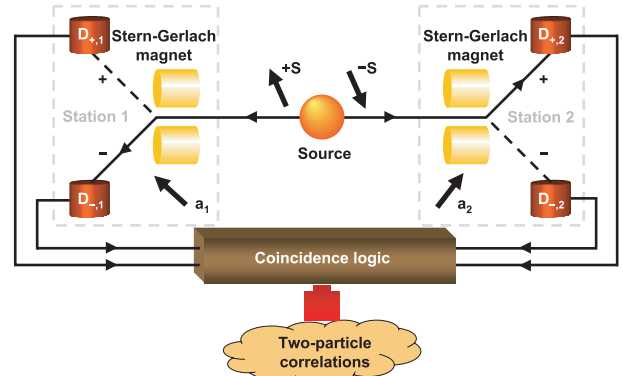 D+,1
Stern-Gerlach
magnet
+
Station 1
–
D–,1
a1
+S
–S
Source
Stern-Gerlach
magnet
D+,2
+
Station 2
–
D–,2
a2
Coincidence logic
Two-particle
correlations